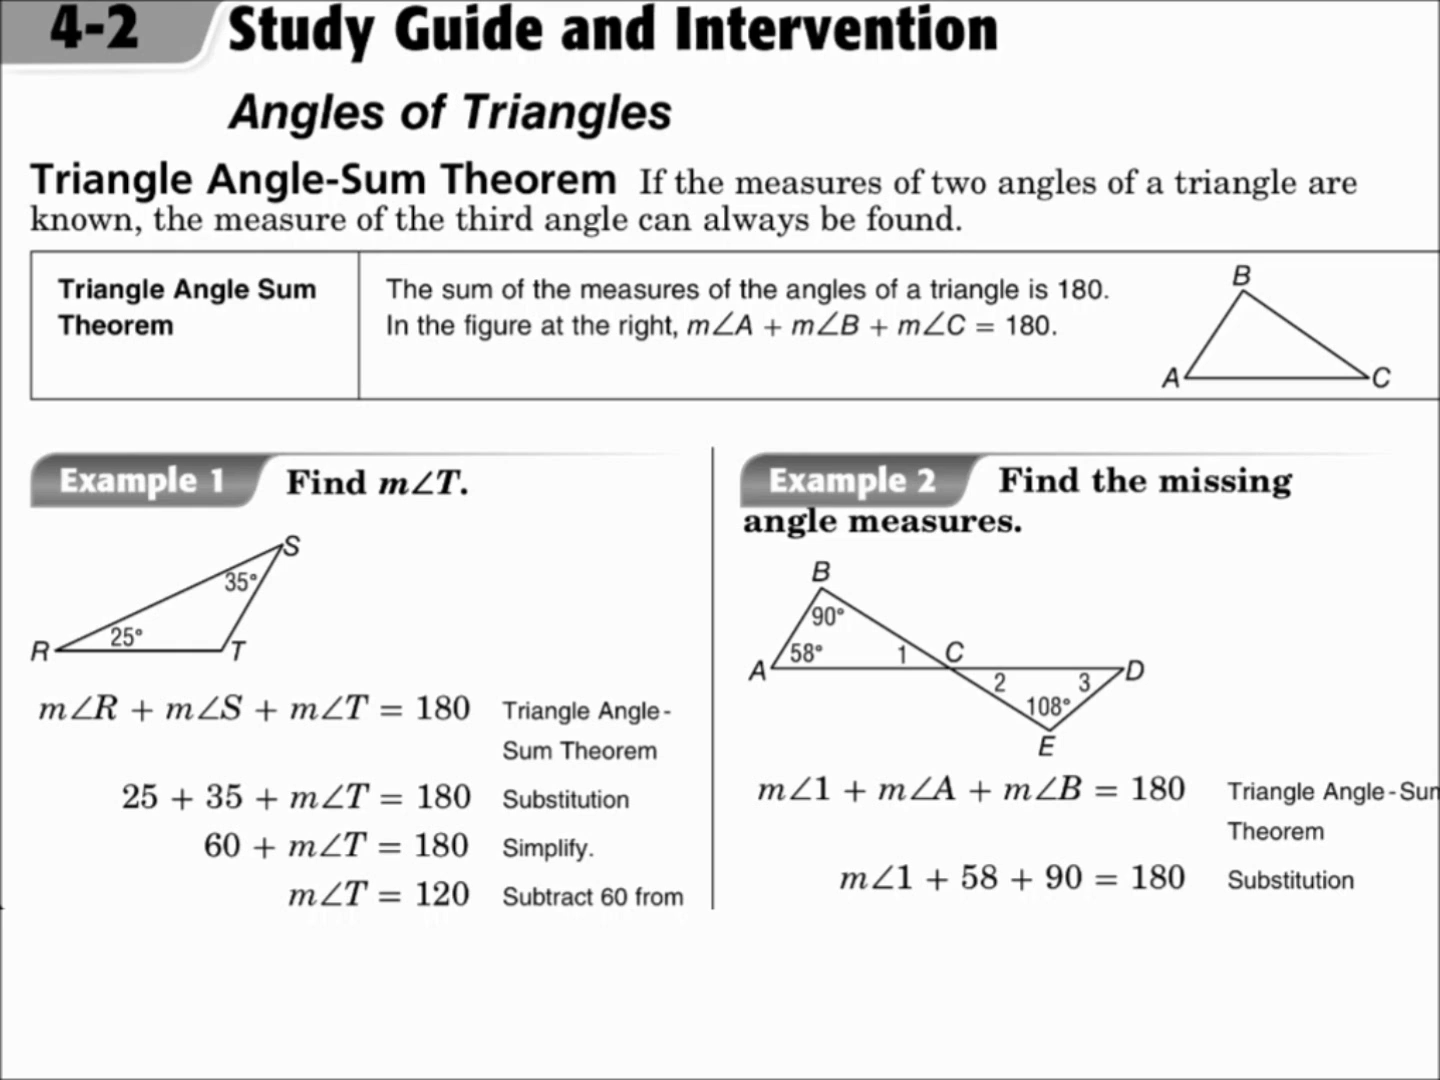 4-2 Study Guide and Intervention
Angles of Triangles
Triangle Angle-Sum Theorem If the measures of two angles of a triangle are
known, the measure of the third angle can always be found.
Triangle Angle Sum
Theorem
The sum of the measures of the angles of a triangle is 180.
In the figure at the right, m∠A + m∠B + m∠C = 180.
B
A
C
Example 1 Find m∠T.
S
35°
25°
R
T
m∠R + m∠S + m∠T = 180 Triangle Angle-
Sum Theorem
25 + 35 + m∠T = 180 Substitution
60 + m∠T = 180 Simplify.
m∠T = 120 Subtract 60 from
Example 2 Find the missing
angle measures.
B
90°
58°
1
C
A
D
2
3
108°
E
m∠1 + m∠A + m∠B = 180 Triangle Angle-Sum
Theorem
m∠1 + 58 + 90 = 180 Substitution